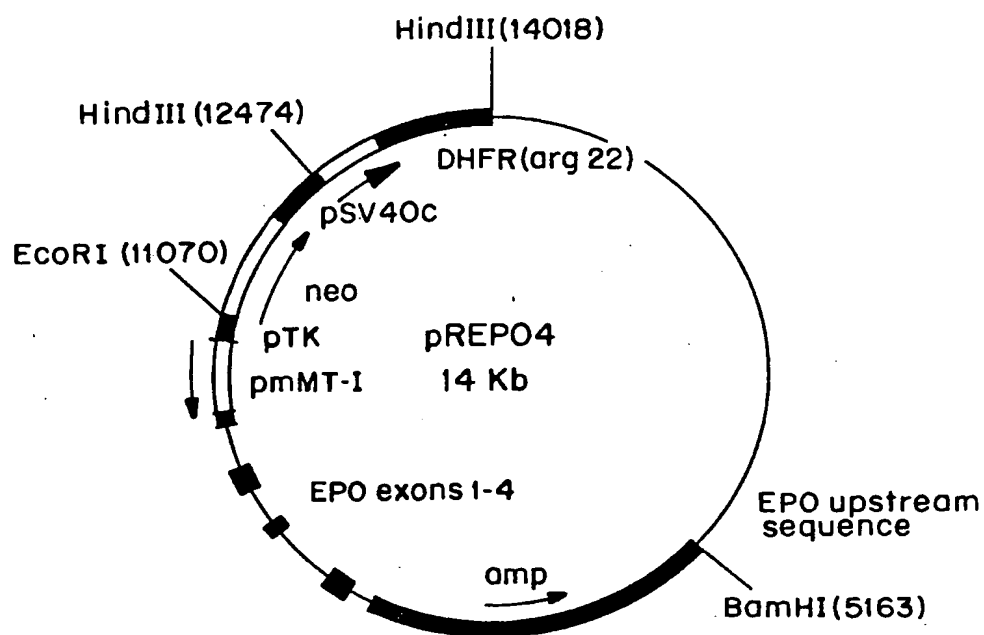 HindIII (14018)
HindIII (12474)
DHFR (arg 22)
pSV40c
EcoRI (11070)
neo
pTK
pREPO4
pmMT-I
14 Kb
EPO exons 1-4
EPO upstream
sequence
amp
BamHI (5163)